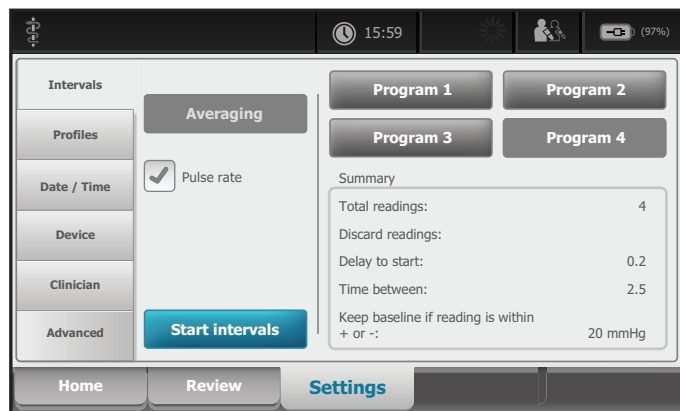 15:59
(97%)
Intervals
Profiles
Date / Time
Device
Clinician
Advanced
Averaging
Pulse rate
Start intervals
Program 1
Program 2
Program 3
Program 4
Summary
Total readings: 4
Discard readings:
Delay to start: 0.2
Time between: 2.5
Keep baseline if reading is within
+ or -: 20 mmHg
Home
Review
Settings